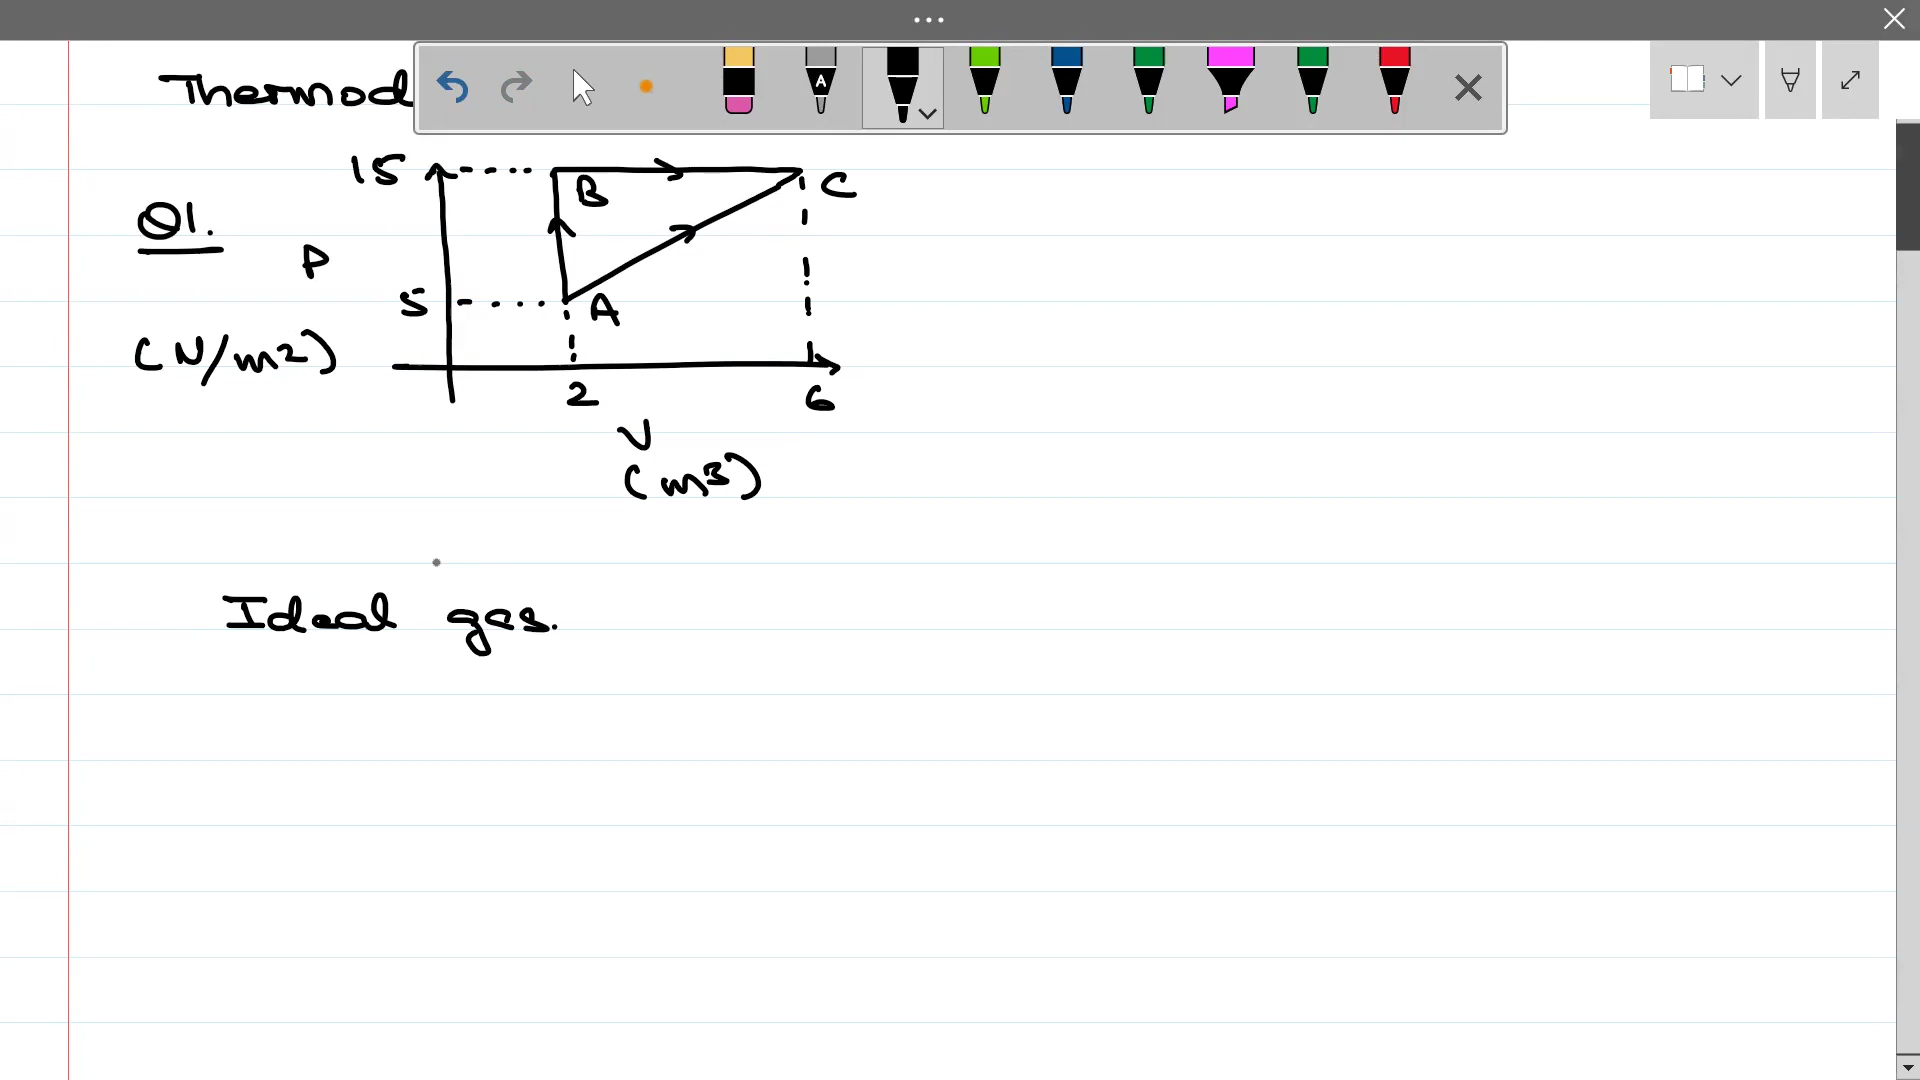 Thermod
15
B
C
Q1.
P
5
A
(N/m2)
2
6
V
(m3)
Ideal gas.